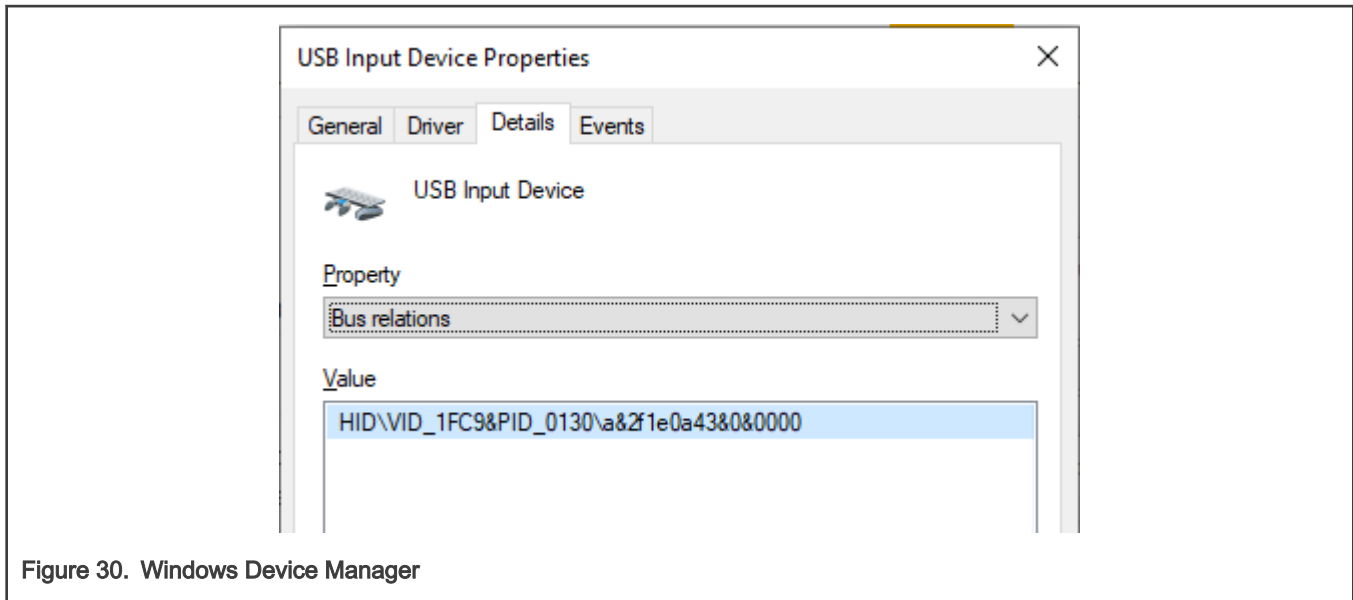 USB Input Device Properties
General Driver Details Events
USB Input Device
Property
Bus relations
Value
HID\VID_1FC9&PID_0130\a&2f1e0a43&0&0000
Figure 30. Windows Device Manager